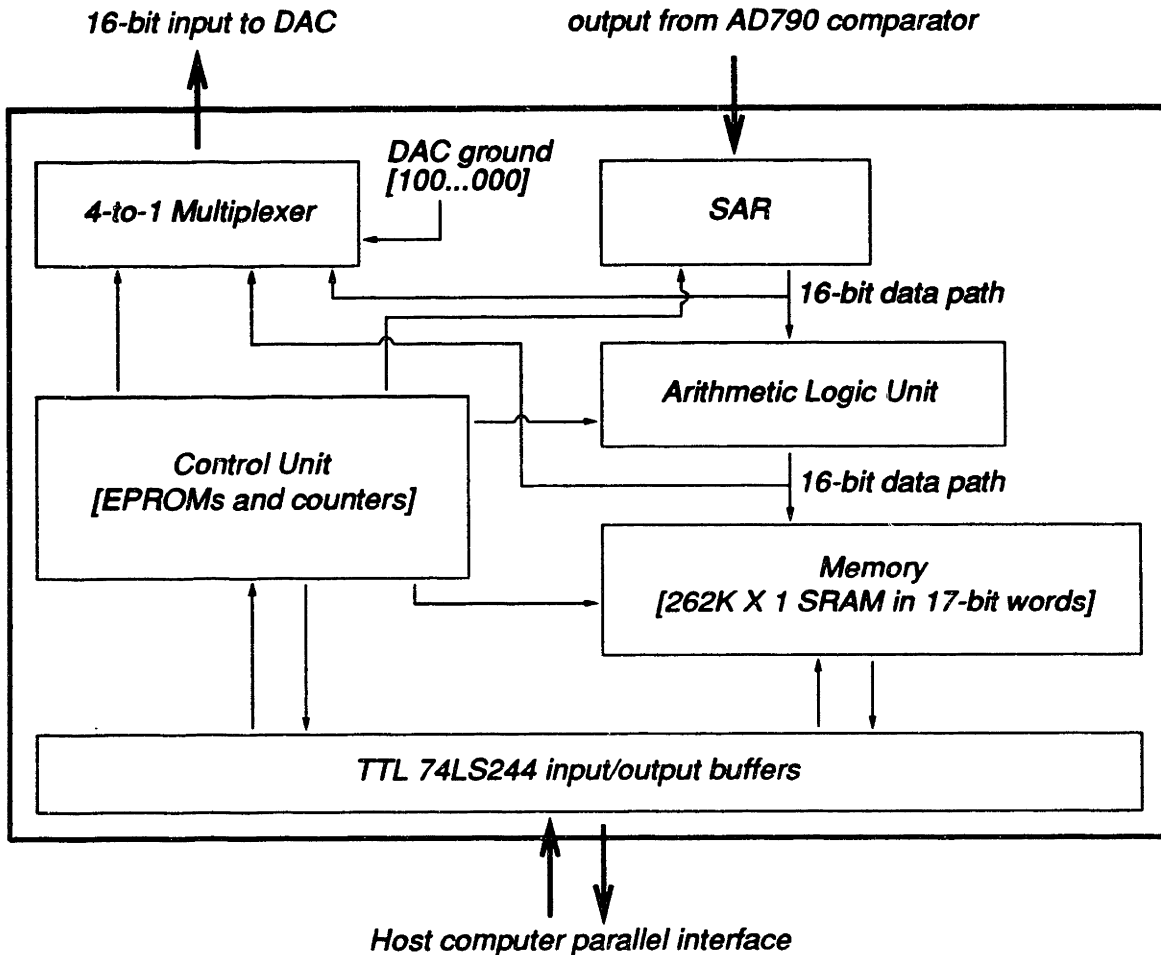 16-bit input to DAC
output from AD790 comparator
DAC ground
[100...000]
4-to-1 Multiplexer
SAR
16-bit data path
Arithmetic Logic Unit
Control Unit
[EPROMs and counters]
16-bit data path
Memory
[262K X 1 SRAM in 17-bit words]
TTL 74LS244 input/output buffers
Host computer parallel interface